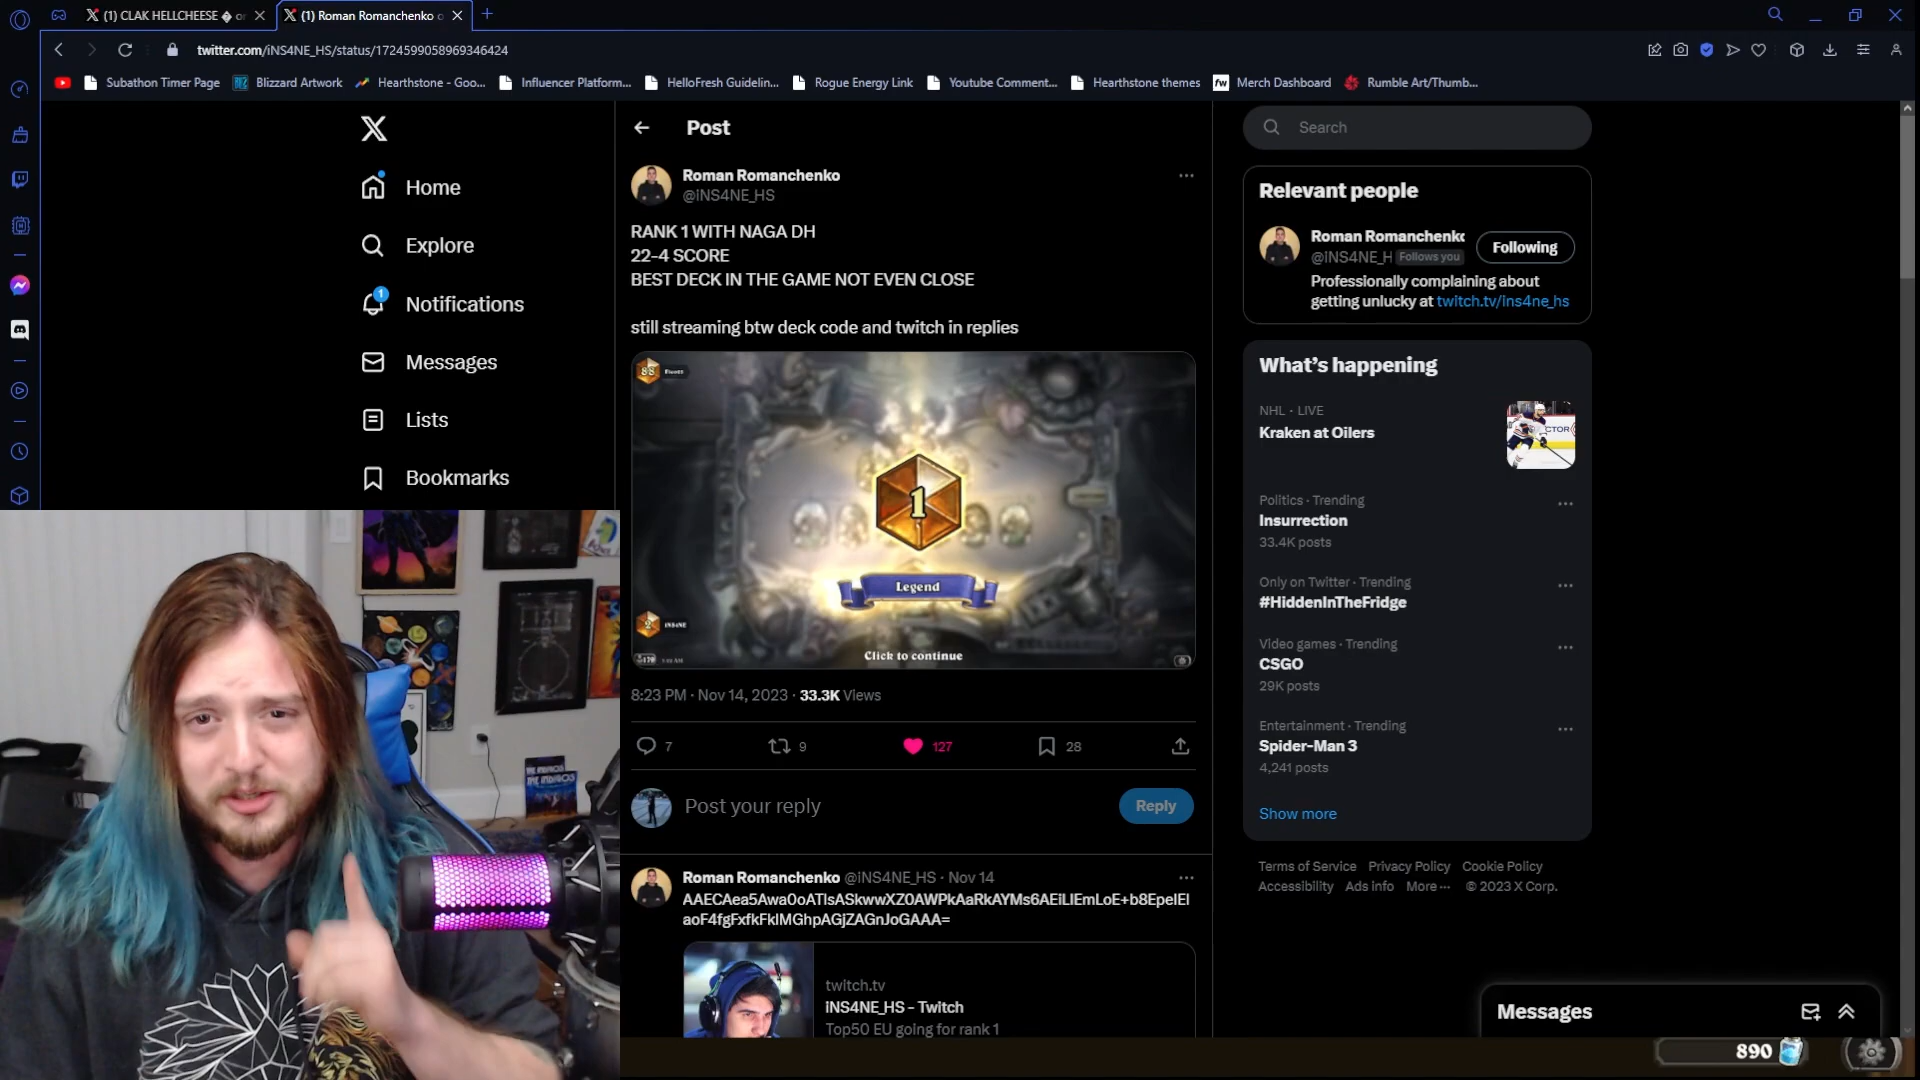 (1) CLAK HELLCHEESE
(1) Roman Romanchenko o
twitter.com/iNS4NE_HS/status/1724599058969346424
Subathon Timer Page
Blizzard Artwork
Hearthstone - Goo...
Influencer Platform...
HelloFresh Guidelin...
Rogue Energy Link
Youtube Comment...
Hearthstone themes
fw Merch Dashboard
Rumble Art/Thumb...
X
Home
Explore
1
Notifications
Messages
Lists
Bookmarks
Post
Roman Romanchenko
@iNS4NE_HS
RANK 1 WITH NAGA DH
22-4 SCORE
BEST DECK IN THE GAME NOT EVEN CLOSE
still streaming btw deck code and twitch in replies
88
1
Legend
2 INS4NE
Click to continue
8:23 PM · Nov 14, 2023 · 33.3K Views
7 9 127 28
Post your reply
Reply
Roman Romanchenko @iNS4NE_HS · Nov 14
twitch.tv
iNS4NE_HS - Twitch
Top50 EU going for rank 1
Search
Relevant people
Roman Romanchenko
Following
@iNS4NE_H Follows you
Professionally complaining about
getting unlucky at twitch.tv/ins4ne_hs
What's happening
NHL · LIVE
Kraken at Oilers
Politics · Trending
Insurrection
33.4K posts
Only on Twitter · Trending
#HiddenInTheFridge
Video games · Trending
CSGO
29K posts
Entertainment · Trending
Spider-Man 3
4,241 posts
Show more
Terms of Service Privacy Policy Cookie Policy
Accessibility Ads info More ··· © 2023 X Corp.
Messages
890